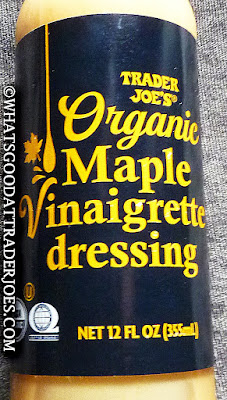 TRADER
JOE'S®
Organic
Maple
Vinaigrette
dressing
NET 12 FL OZ (355mL)
©WHATSGOODATTRADERJOES.COM